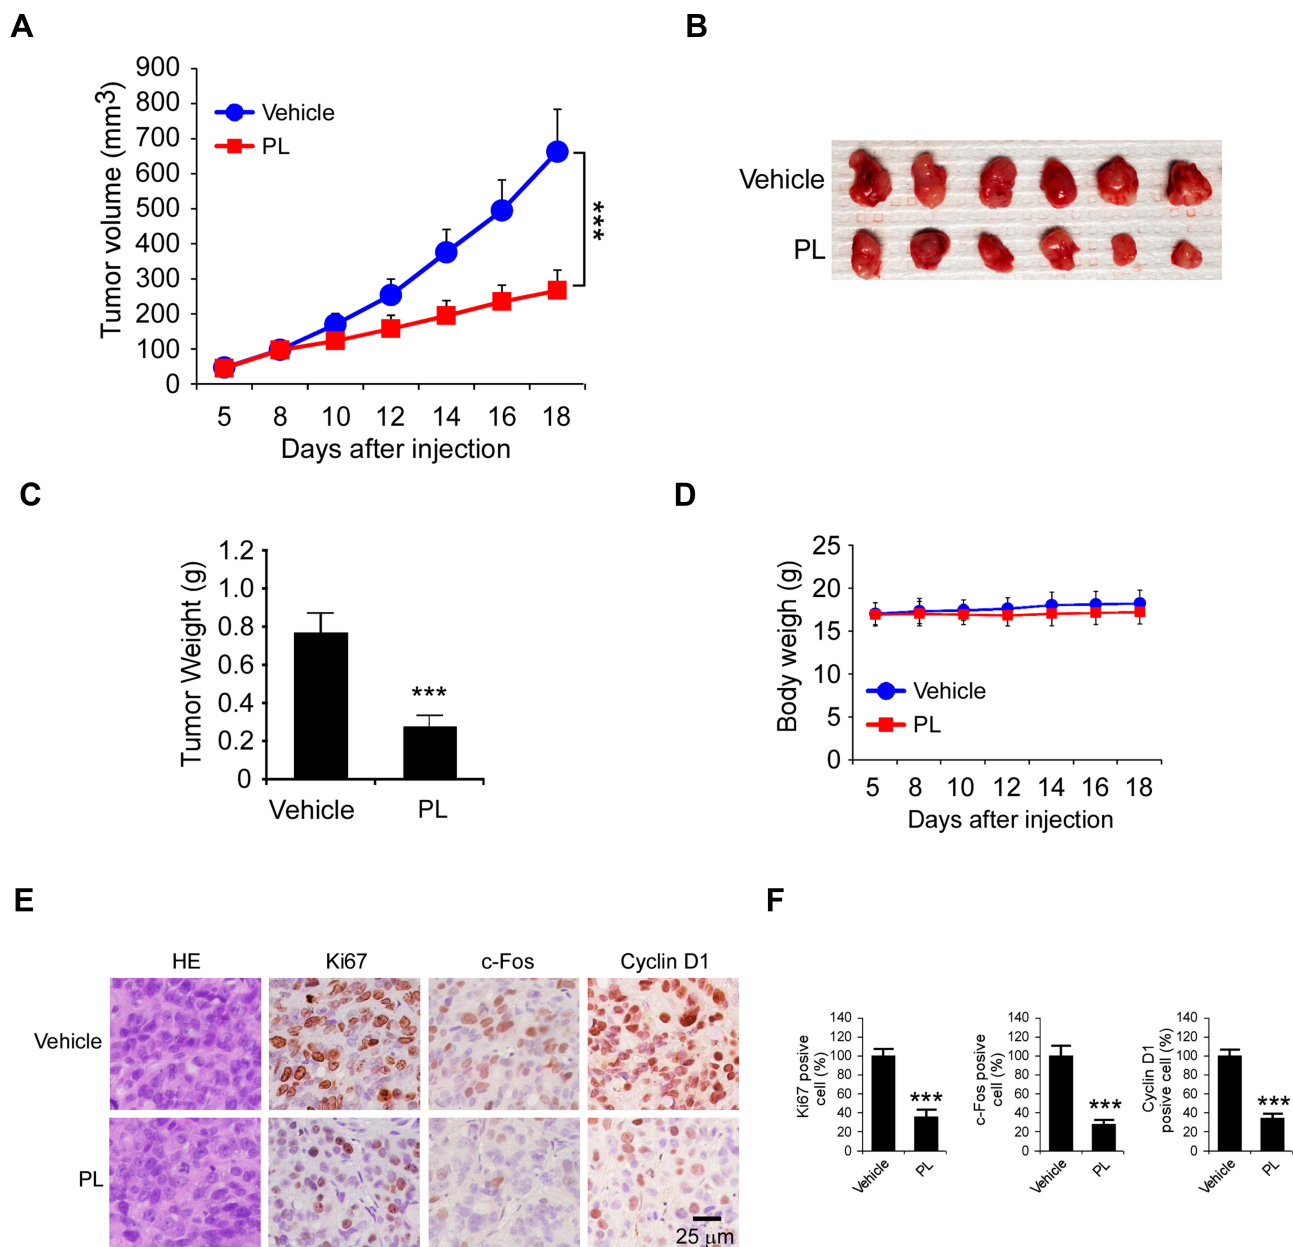 A
Tumor volume (mm3)
900
800
700
600
500
400
300
200
100
0
Vehicle
PL
***
5 8 10 12 14 16 18
Days after injection
B
Vehicle
PL
C
Tumor Weight (g)
1.2
1.0
0.8
0.6
0.4
0.2
0
***
Vehicle PL
D
Body weigh (g)
25
20
15
10
5
0
Vehicle
PL
5 8 10 12 14 16 18
Days after injection
E
HE Ki67 c-Fos Cyclin D1
Vehicle
PL
25 μm
F
Ki67 posive
cell (%)
140
120
100
80
60
40
20
0
***
Vehicle PL
c-Fos positive
cell (%)
140
120
100
80
60
40
20
0
***
Vehicle PL
Cyclin D1
posive cell (%)
140
120
100
80
60
40
20
0
***
Vehicle PL